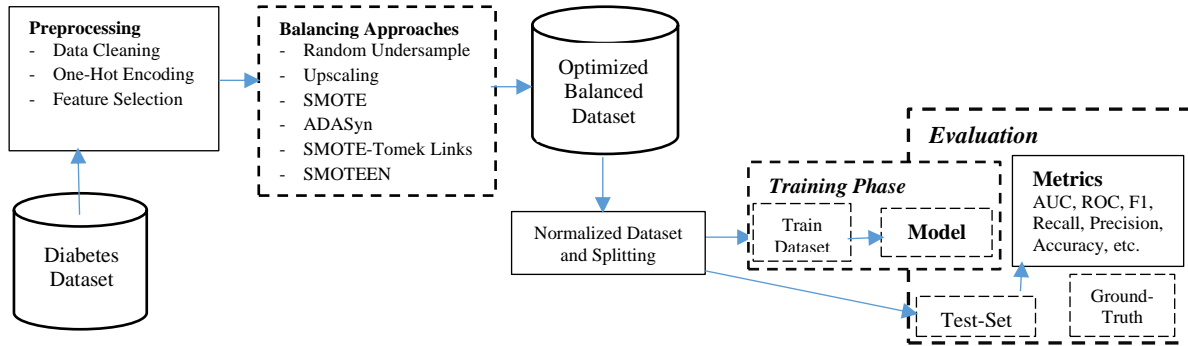 Preprocessing
- Data Cleaning
- One-Hot Encoding
- Feature Selection
Diabetes
Dataset
Balancing Approaches
- Random Undersample
- Upscaling
- SMOTE
- ADASyn
- SMOTE-Tomek Links
- SMOTEEN
Optimized
Balanced
Dataset
Normalized Dataset
and Splitting
Training Phase
Train
Dataset
Model
Evaluation
Metrics
AUC, ROC, F1,
Recall, Precision,
Accuracy, etc.
Test-Set
Ground-
Truth